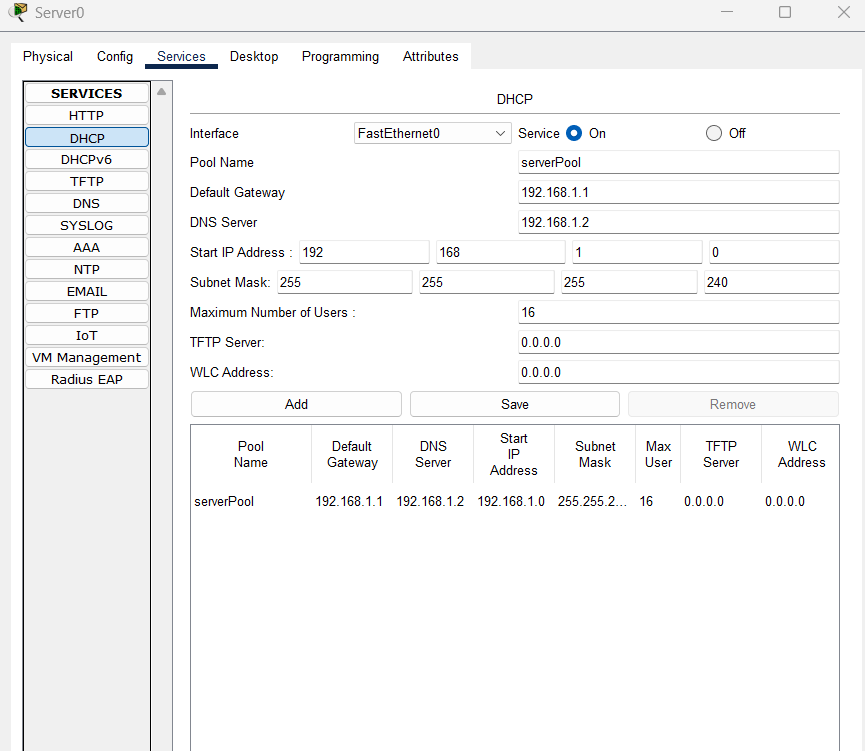 Server0
Physical Config Services Desktop Programming Attributes
SERVICES
HTTP
DHCP
DHCPv6
TFTP
DNS
SYSLOG
AAA
NTP
EMAIL
FTP
IoT
VM Management
Radius EAP
DHCP
Interface FastEthernet0 Service On Off
Pool Name serverPool
Default Gateway 192.168.1.1
DNS Server 192.168.1.2
Start IP Address : 192 168 1 0
Subnet Mask: 255 255 255 240
Maximum Number of Users : 16
TFTP Server: 0.0.0.0
WLC Address: 0.0.0.0
Add Save Remove
Pool Name Default Gateway DNS Server Start IP Address Subnet Mask Max User TFTP Server WLC Address
serverPool 192.168.1.1 192.168.1.2 192.168.1.0 255.255.2... 16 0.0.0.0 0.0.0.0